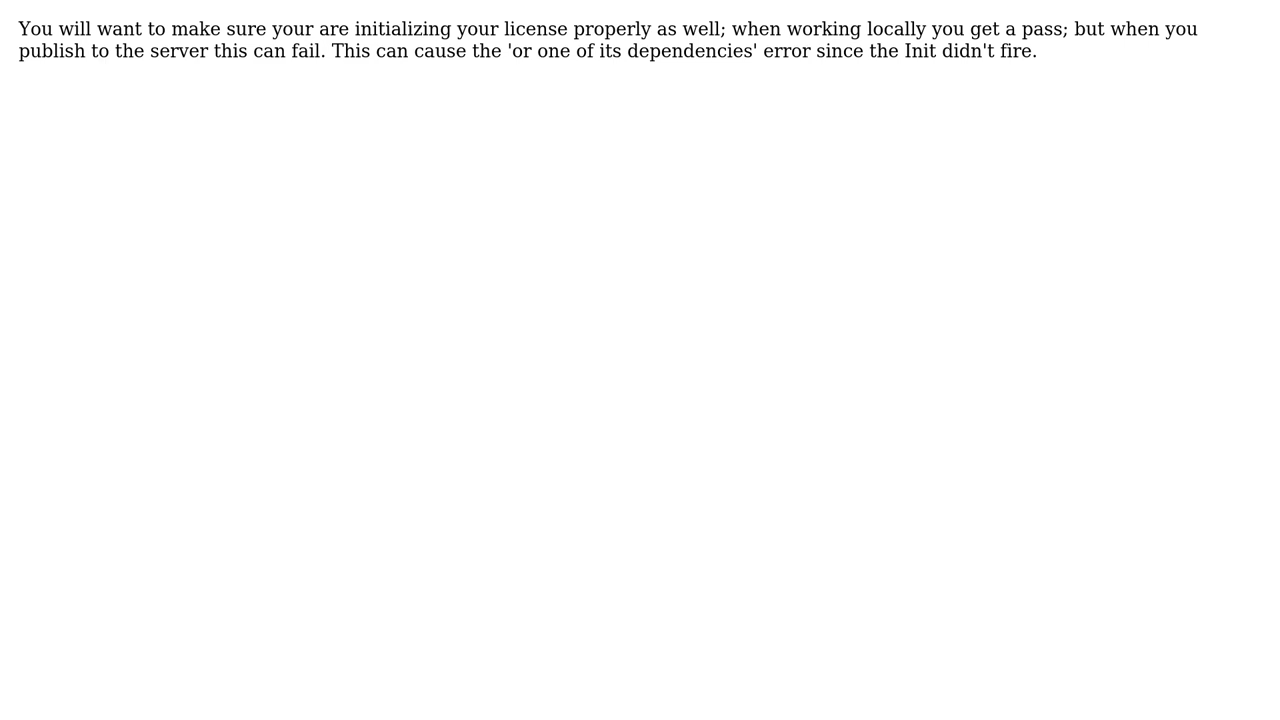 You will want to make sure your are initializing your license properly as well; when working locally you get a pass; but when you
publish to the server this can fail. This can cause the 'or one of its dependencies' error since the Init didn't fire.